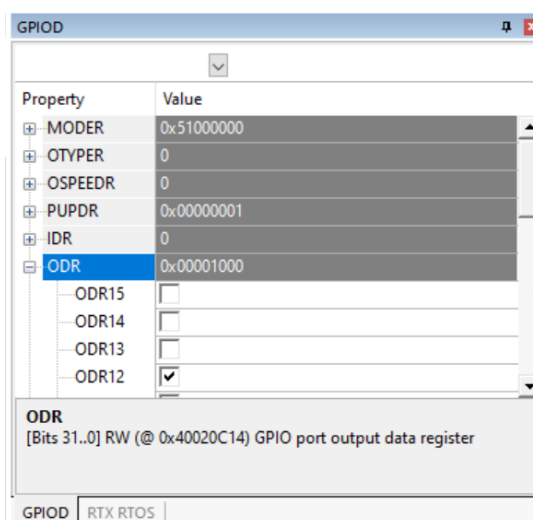 GPIOD
Property Value
MODER 0x51000000
OTYPER 0
OSPEEDR 0
PUPDR 0x00000001
IDR 0
ODR 0x00001000
ODR15
ODR14
ODR13
ODR12
ODR
[Bits 31..0] RW (@ 0x40020C14) GPIO port output data register
GPIOD RTX RTOS